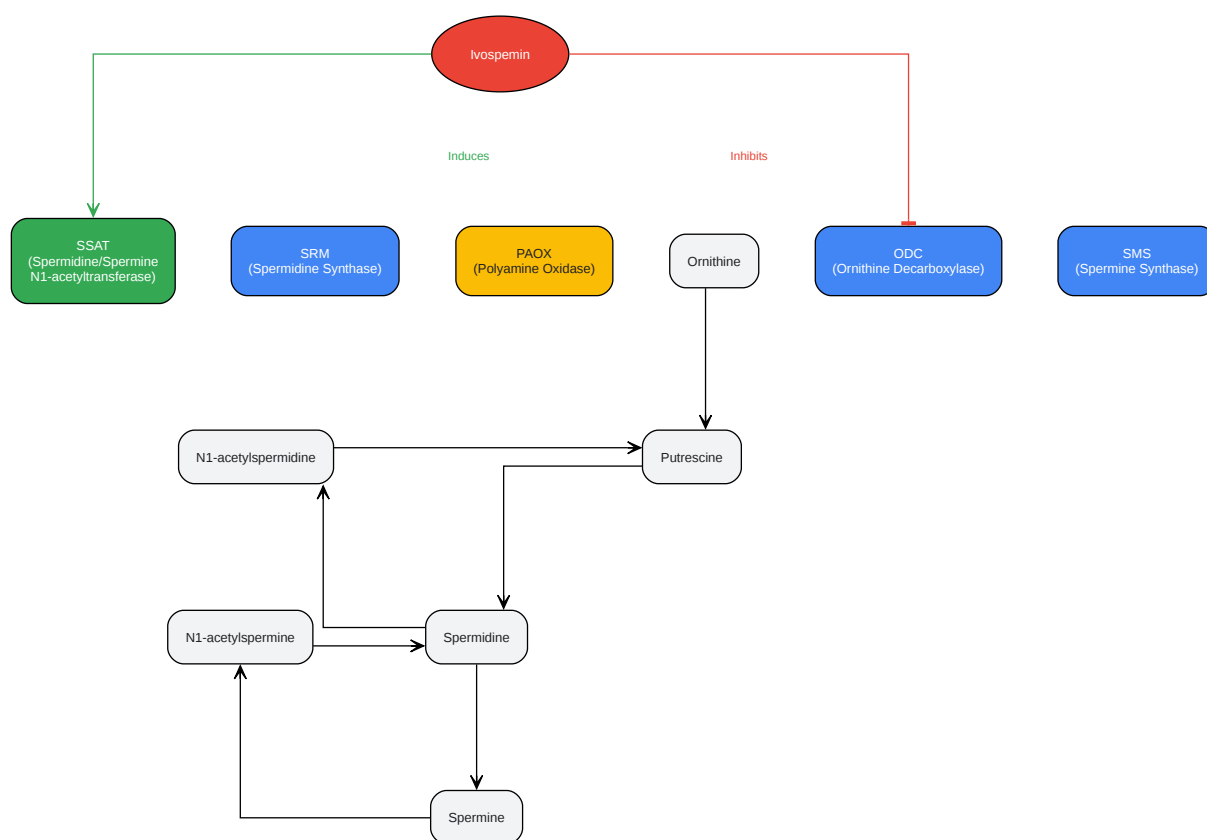 Ivospemin
Induces
Inhibits
SSAT
(Spermidine/Spermine
N1-acetyltransferase)
SRM
(Spermidine Synthase)
PAOX
(Polyamine Oxidase)
Ornithine
ODC
(Ornithine Decarboxylase)
SMS
(Spermine Synthase)
N1-acetylspermidine
Putrescine
N1-acetylspermine
Spermidine
Spermine